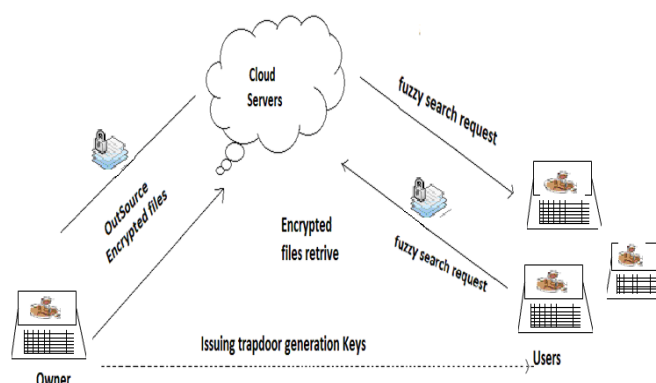 Cloud
Servers
fuzzy search request
OutSource
Encrypted files
Encrypted
files retrive
fuzzy search request
Issuing trapdoor generation Keys
Users
Owner